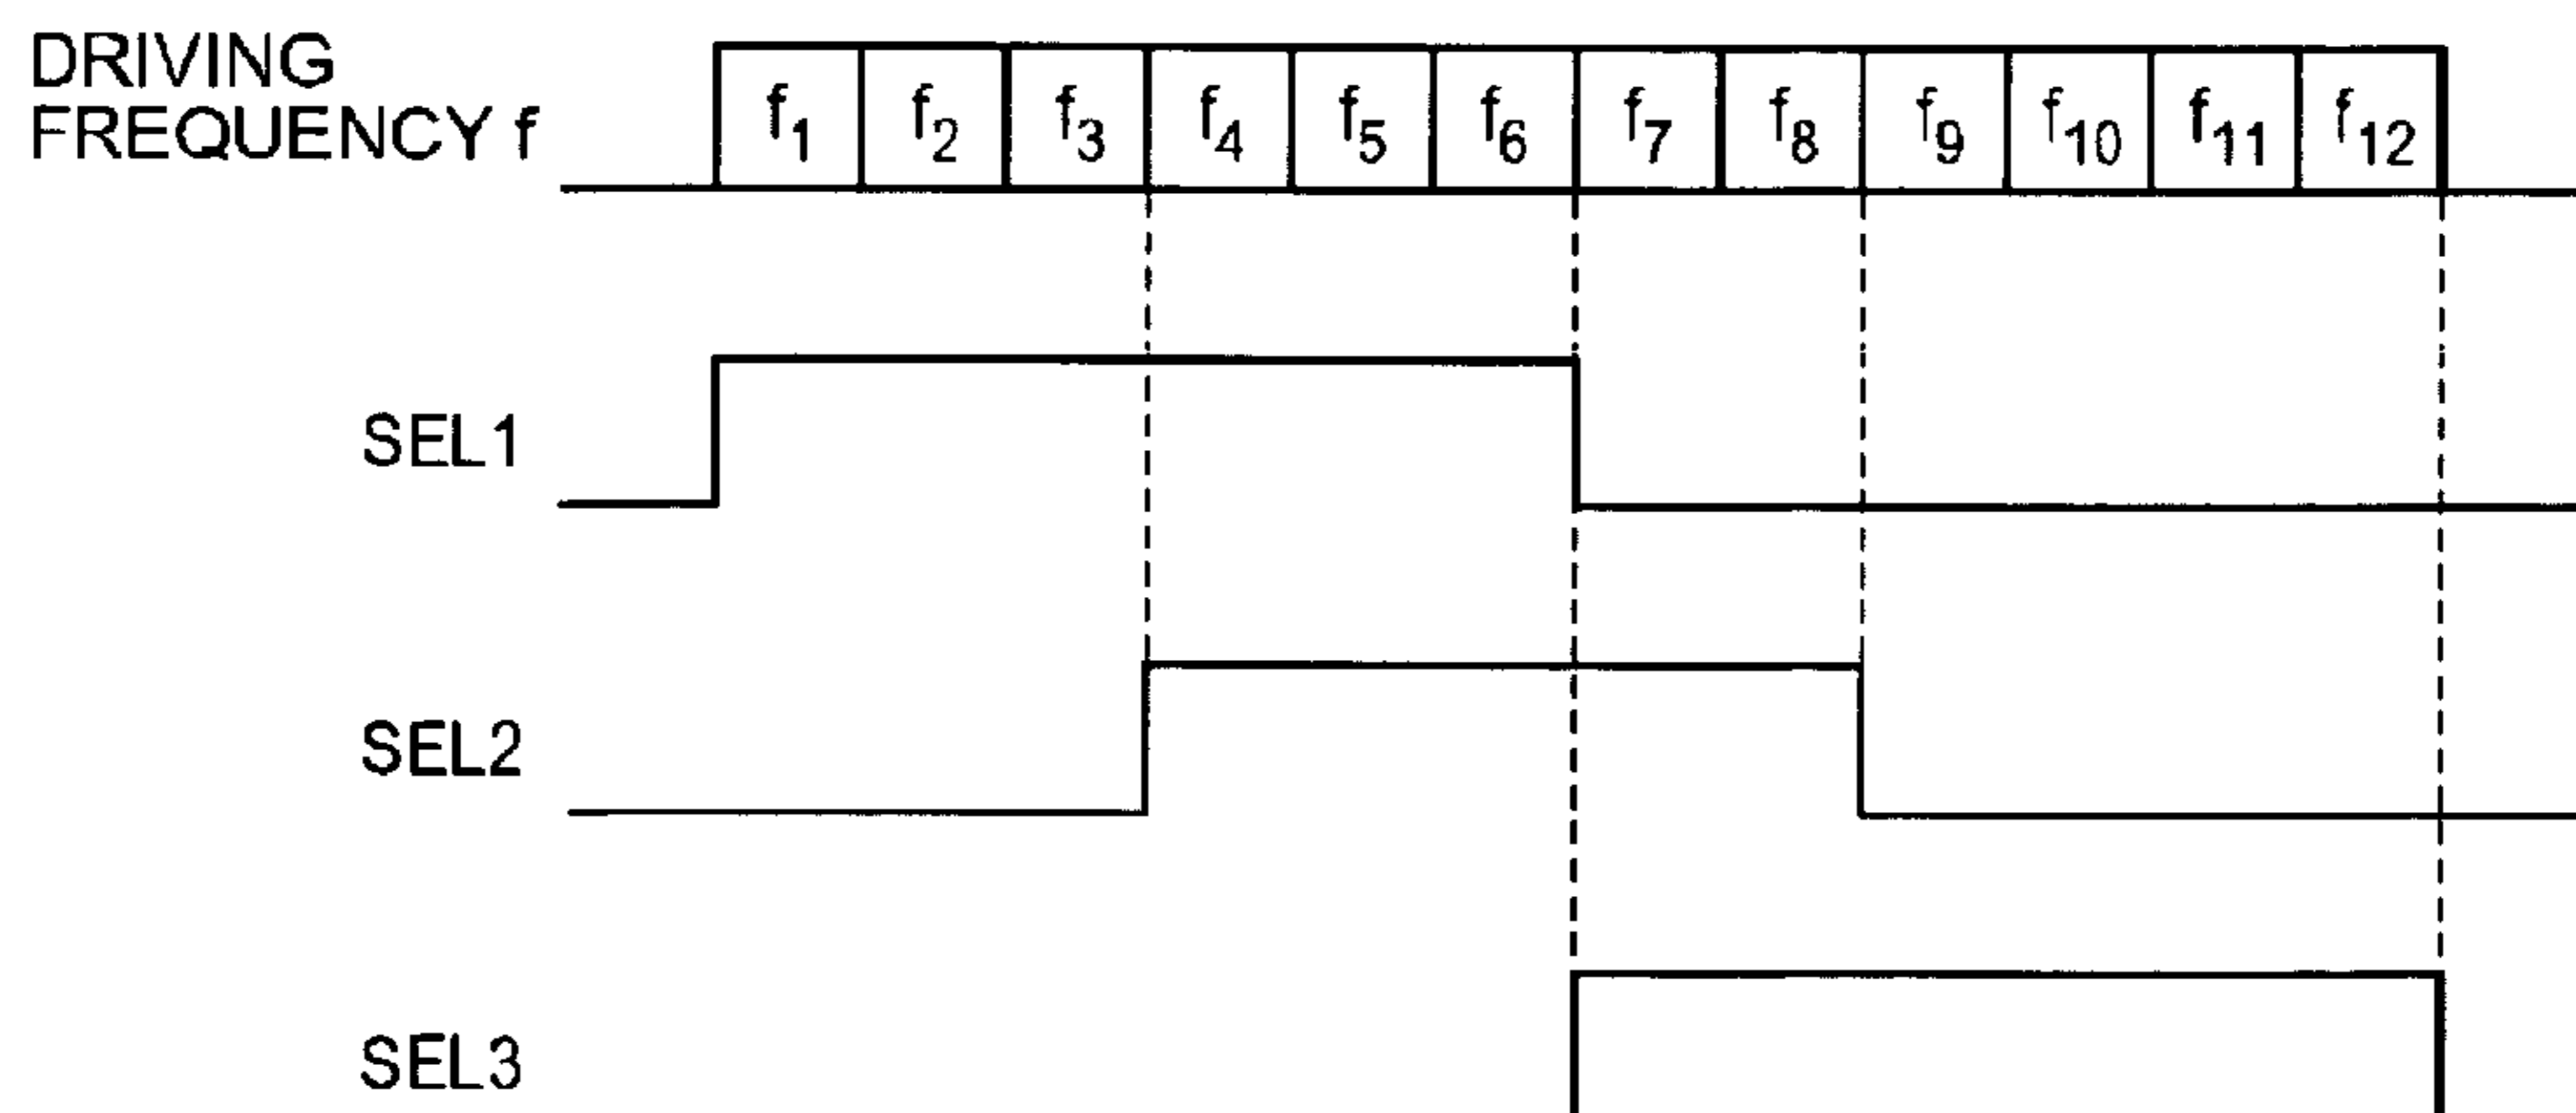 DRIVING
FREQUENCY f
f1 f2 f3 f4 f5 f6 f7 f8 f9 f10 f11 f12
SEL1
SEL2
SEL3